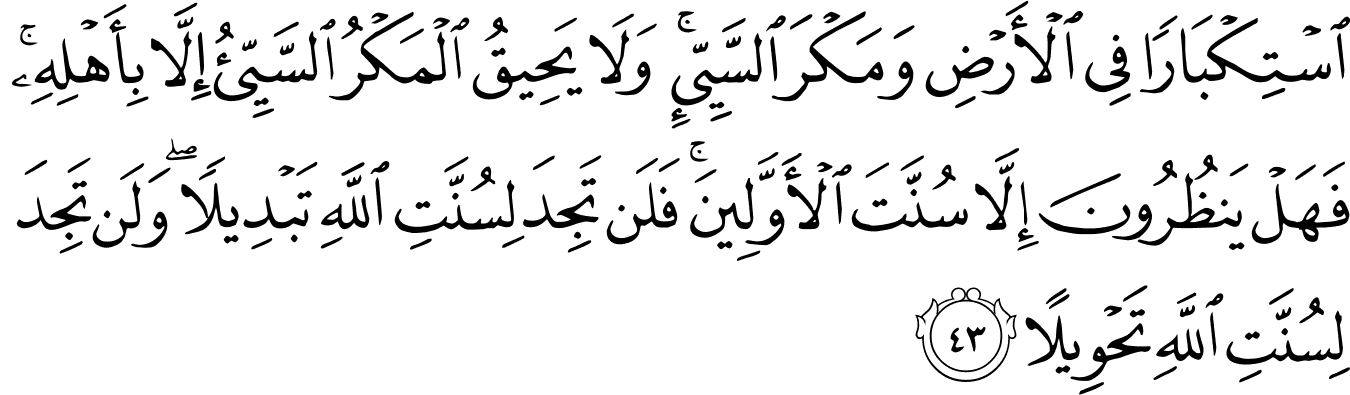 ٱسْتِكْبَارًا فِى ٱلْأَرْضِ وَمَكْرَ ٱلسَّيِّئِ ۚ وَلَا يَحِيقُ ٱلْمَكْرُ ٱلسَّيِّئُ إِلَّا بِأَهْلِهِۦ ۚ
فَهَلْ يَنظُرُونَ إِلَّا سُنَّتَ ٱلْأَوَّلِينَ ۚ فَلَن تَجِدَ لِسُنَّتِ ٱللَّهِ تَبْدِيلًا ۖ وَلَن تَجِدَ
لِسُنَّتِ ٱللَّهِ تَحْوِيلًا ٤٣